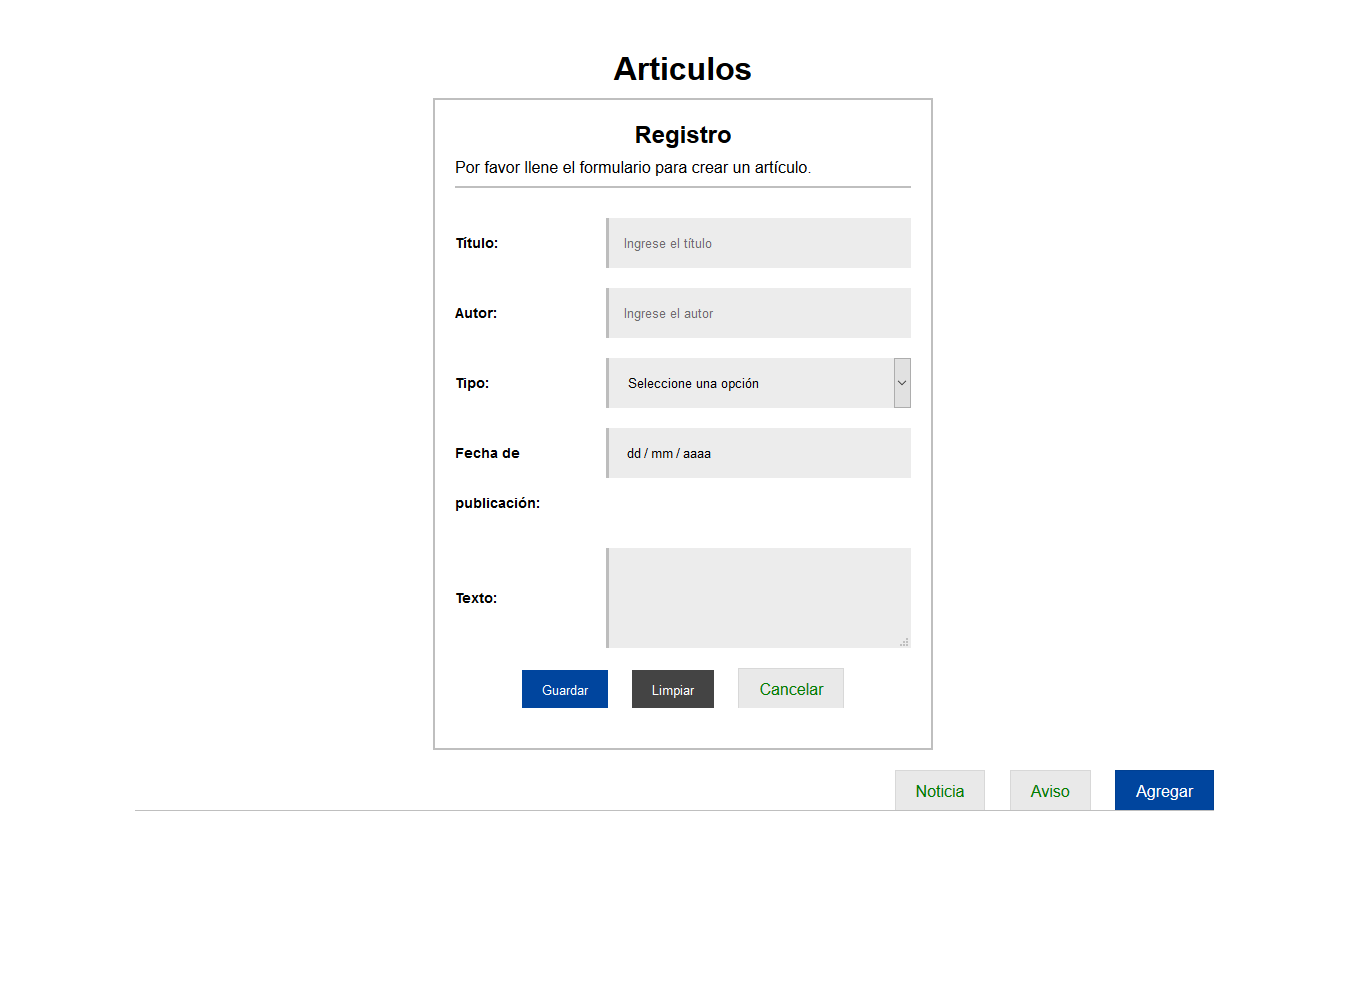 Articulos
Registro
Por favor llene el formulario para crear un artículo.
Título:
Ingrese el título
Autor:
Ingrese el autor
Tipo:
Seleccione una opción
Fecha de
dd / mm / aaaa
publicación:
Texto:
Guardar
Limpiar
Cancelar
Noticia
Aviso
Agregar